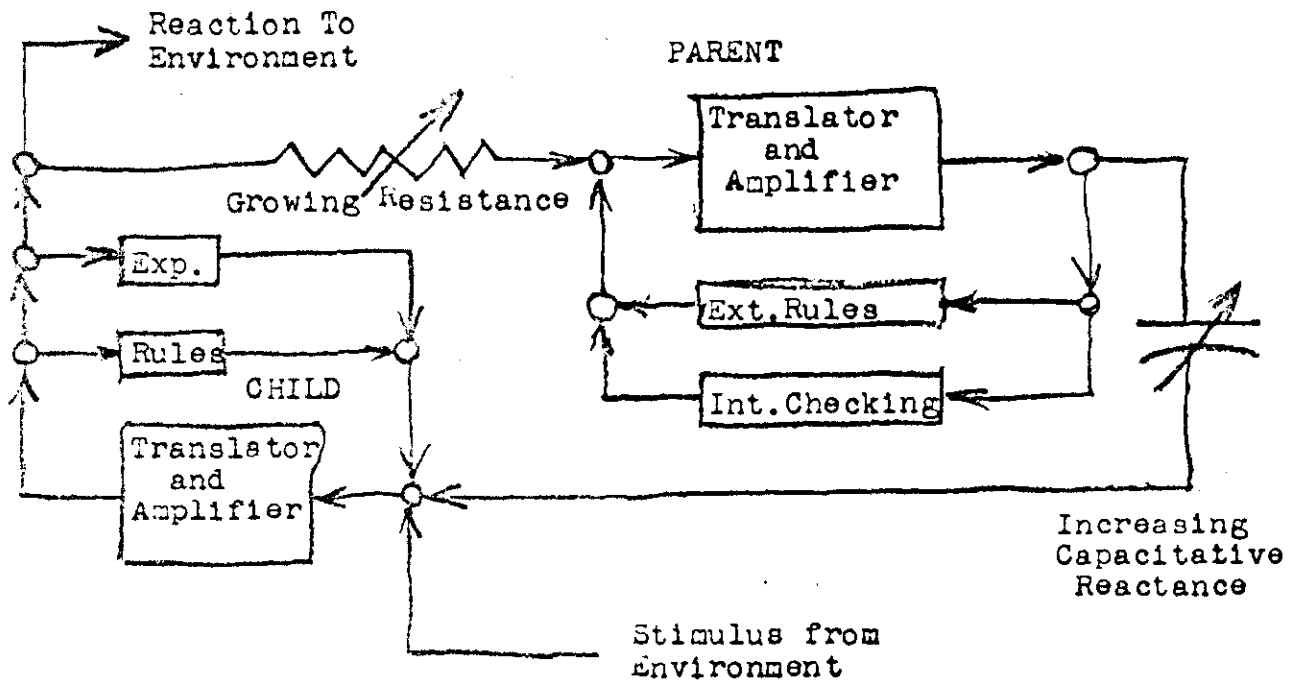 Reaction To
Environment
PARENT
Translator
and
Amplifier
Growing Resistance
Exp.
Ext.Rules
Rules
CHILD
Int.Checking
Translator
and
Amplifier
Increasing
Capacitative
Reactance
Stimulus from
Environment